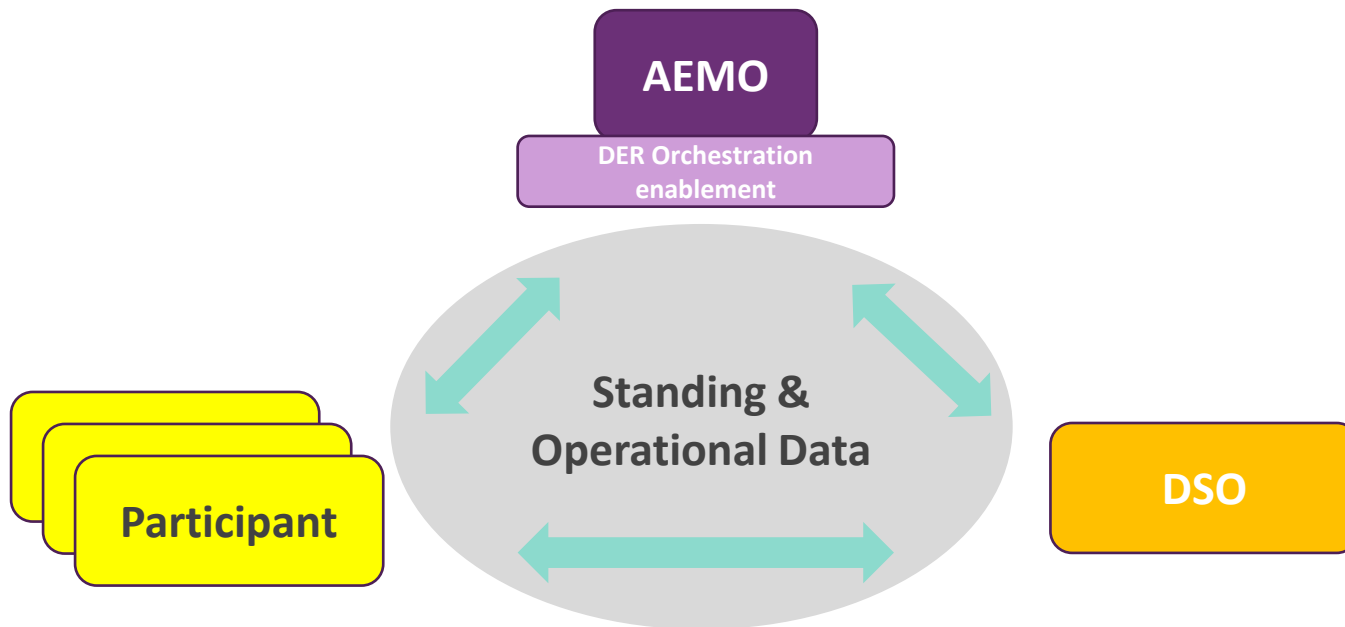 AEMO
DER Orchestration
enablement
Standing &
Operational Data
Participant
DSO